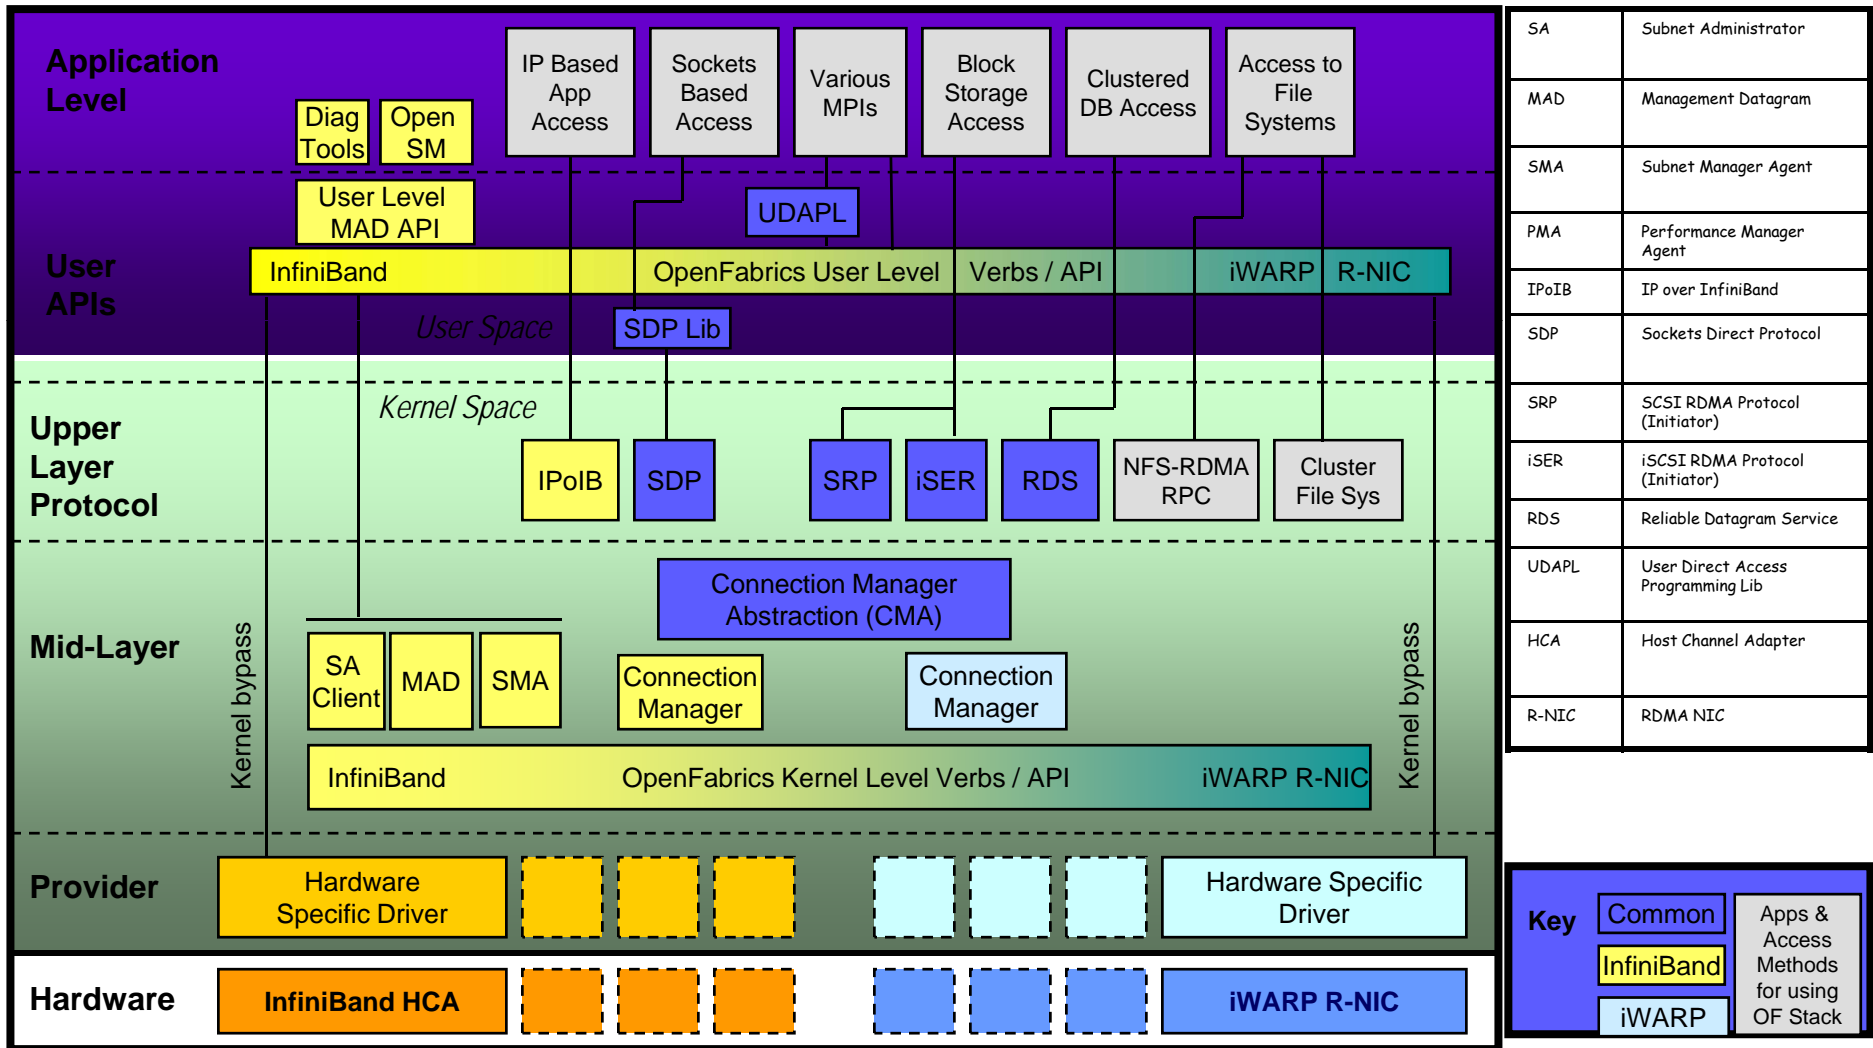 Application
Level
Diag
Tools
Open
SM
IP Based
App
Access
Sockets
Based
Access
Various
MPIs
Block
Storage
Access
Clustered
DB Access
Access to
File
Systems
User
APIs
User Level
MAD API
UDAPL
InfiniBand
OpenFabrics User Level Verbs / API
iWARP R-NIC
User Space
SDP Lib
Kernel Space
Upper
Layer
Protocol
IPoIB
SDP
SRP
iSER
RDS
NFS-RDMA
RPC
Cluster
File Sys
Mid-Layer
Kernel bypass
Connection Manager
Abstraction (CMA)
SA
Client
MAD
SMA
Connection
Manager
Connection
Manager
Kernel bypass
InfiniBand
OpenFabrics Kernel Level Verbs / API
iWARP R-NIC
Provider
Hardware
Specific Driver
Hardware Specific
Driver
Hardware
InfiniBand HCA
iWARP R-NIC
SA Subnet Administrator
MAD Management Datagram
SMA Subnet Manager Agent
PMA Performance Manager
Agent
IPoIB IP over InfiniBand
SDP Sockets Direct Protocol
SRP SCSI RDMA Protocol
(Initiator)
iSER iSCSI RDMA Protocol
(Initiator)
RDS Reliable Datagram Service
UDAPL User Direct Access
Programming Lib
HCA Host Channel Adapter
R-NIC RDMA NIC
Key
Common
InfiniBand
iWARP
Apps &
Access
Methods
for using
OF Stack